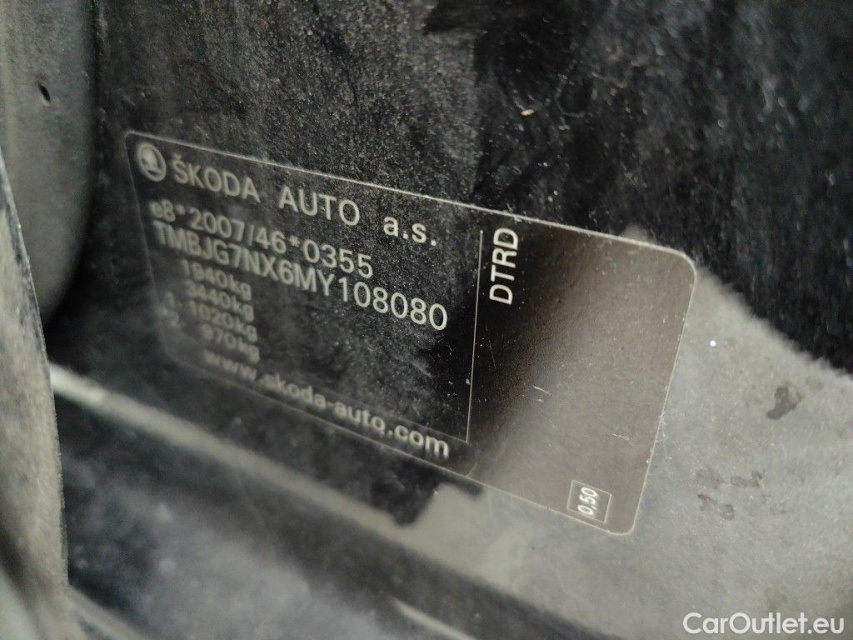 ŠKODA AUTO a.s.
e8*2007/46*0355
TMBJG7NX6MY108080
1940kg
3440kg
1. 1020kg
2. 970kg
www.skoda-auto.com
DTRD
0,50
CarOutlet.eu